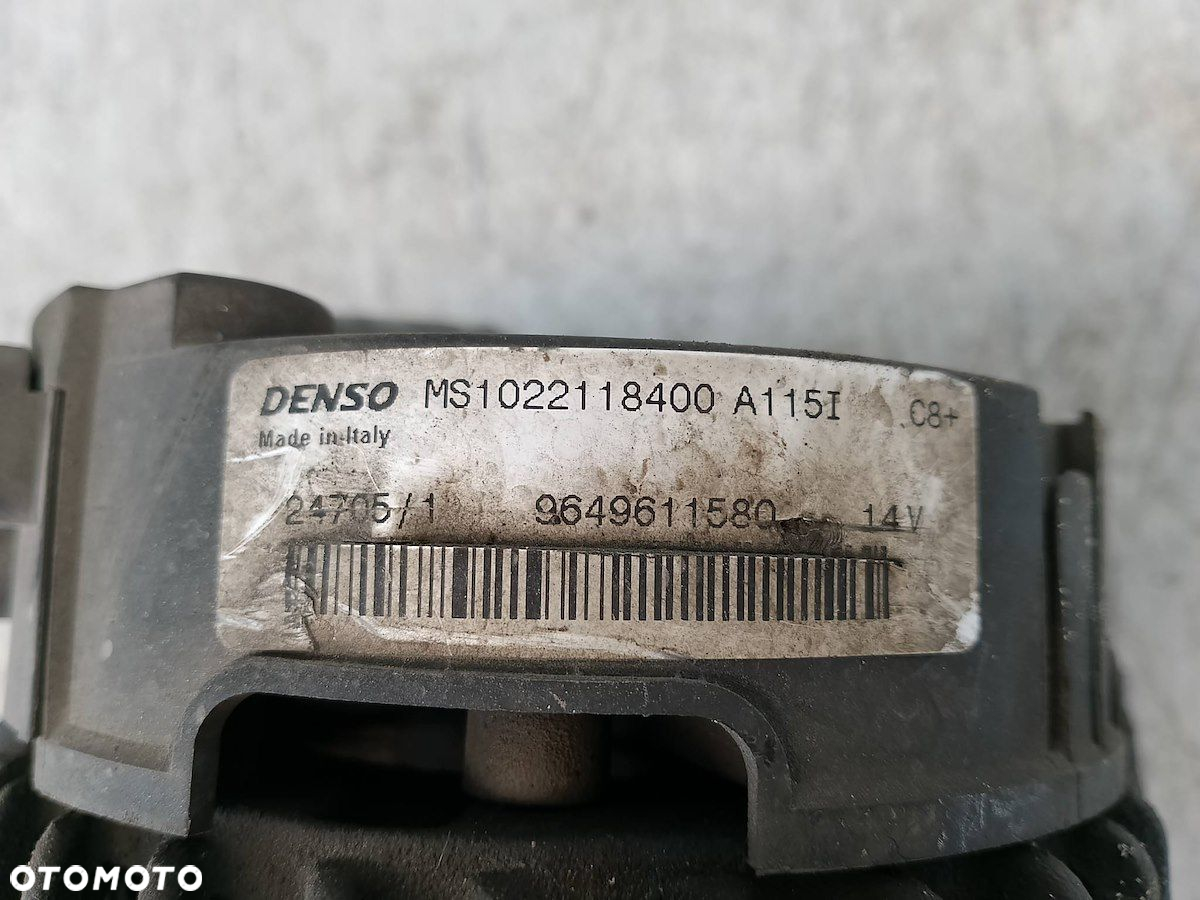 DENSO MS1022118400 A115I C8+
Made in Italy
24705/1 9649611580 14V
OTOMOTO